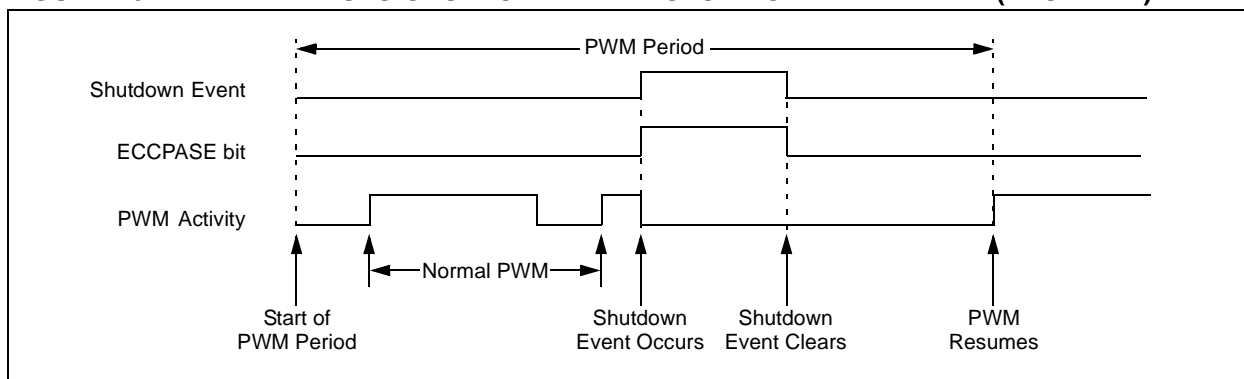 PWM Period
Shutdown Event
ECCPASE bit
PWM Activity
Normal PWM
Start of
PWM Period
Shutdown
Event Occurs
Shutdown
Event Clears
PWM
Resumes